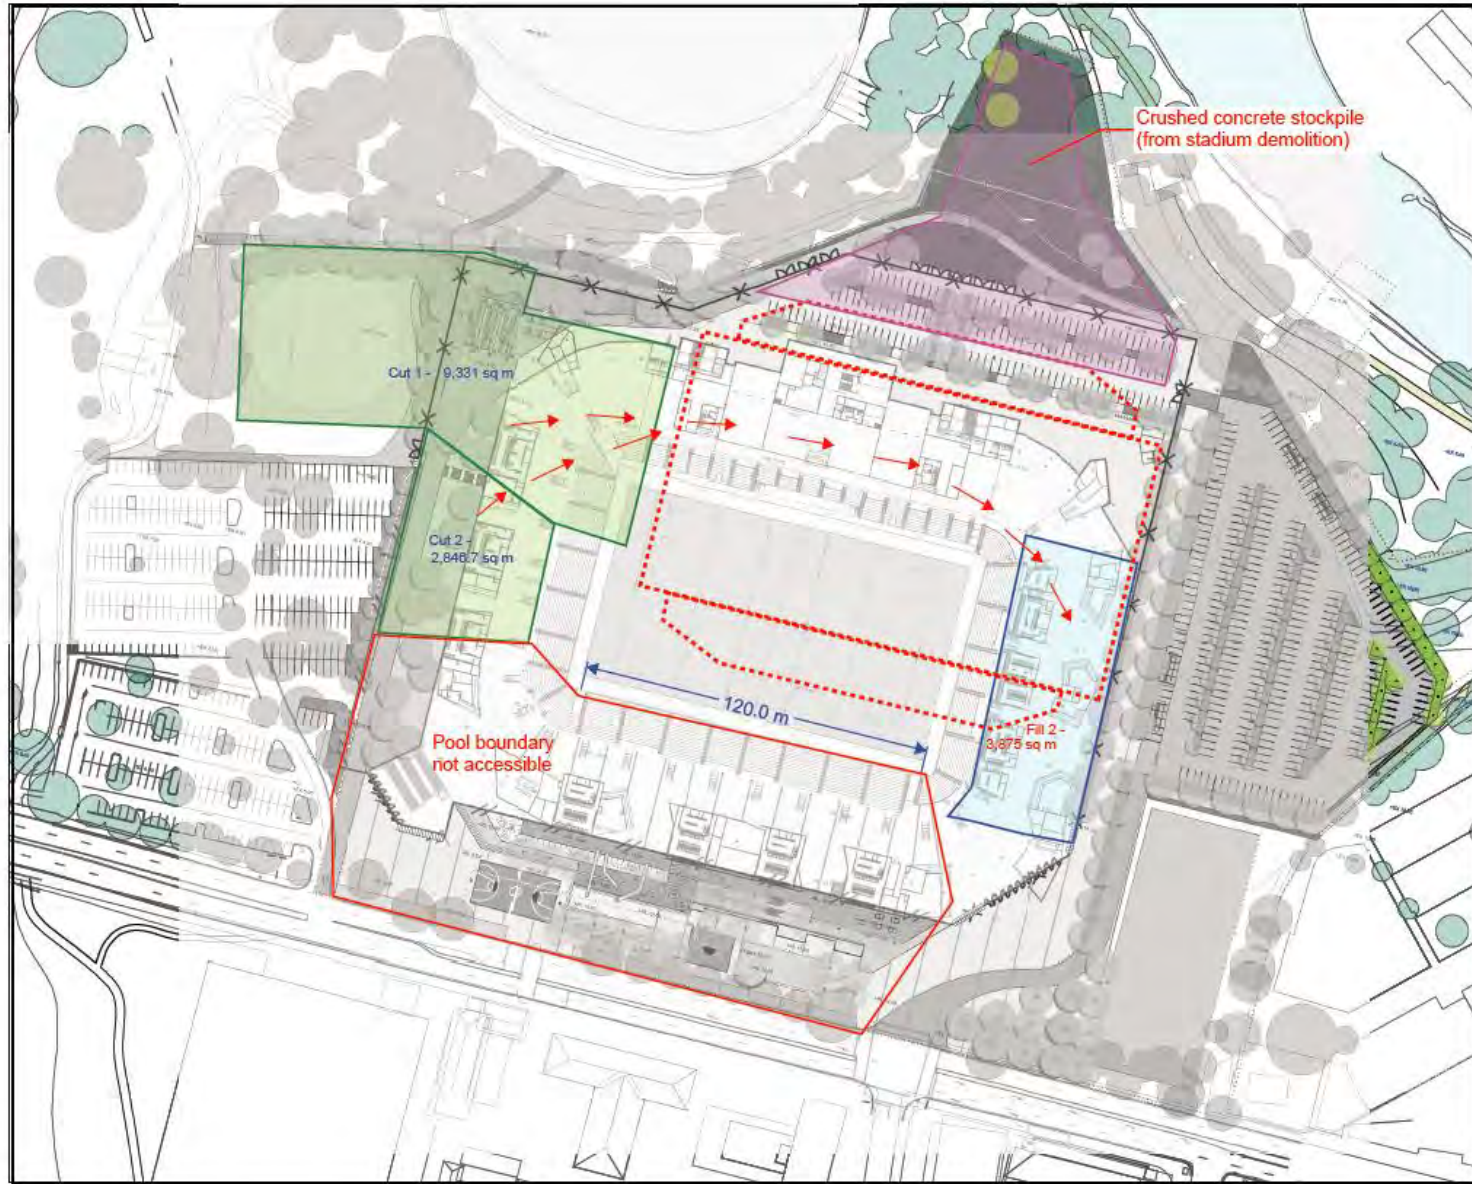 Crushed concrete stockpile
(from stadium demolition)
Cut 1 - 9,331 sq m
Cut 2 -
2,846.7 sq m
120.0 m
Fill 2 -
3,875 sq m
Pool boundary
not accessible